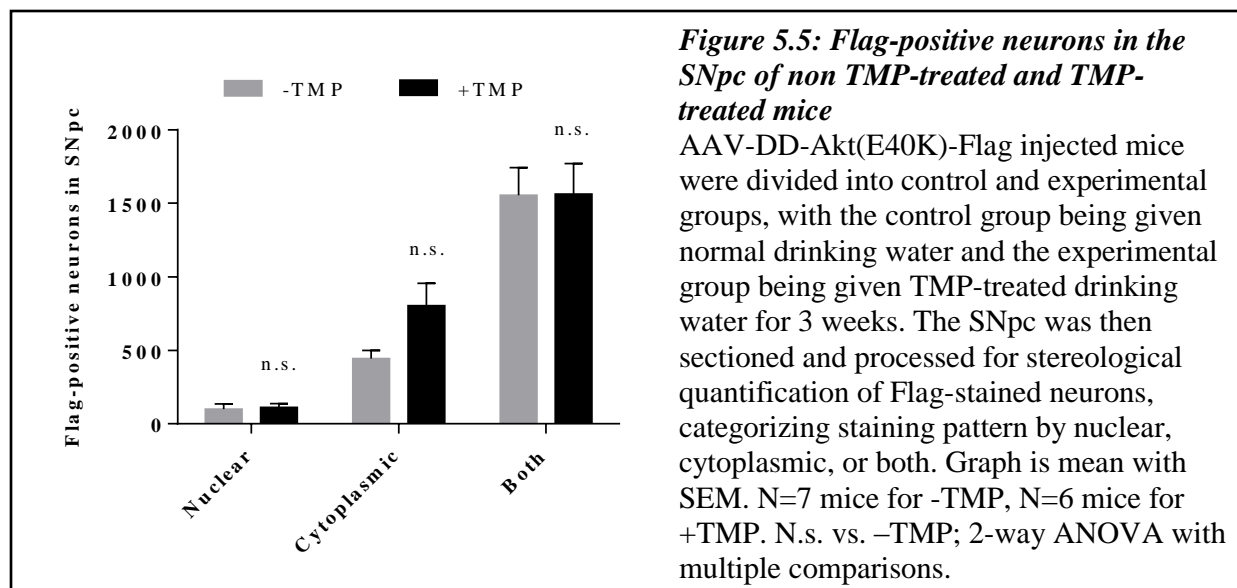 -TMP +TMP
2000
1500
1000
500
0
Flag-positive neurons in SNpc
n.s.
n.s.
n.s.
Nuclear
Cytoplasmic
Both
Figure 5.5: Flag-positive neurons in the
SNpc of non TMP-treated and TMP-
treated mice
AAV-DD-Akt(E40K)-Flag injected mice
were divided into control and experimental
groups, with the control group being given
normal drinking water and the experimental
group being given TMP-treated drinking
water for 3 weeks. The SNpc was then
sectioned and processed for stereological
quantification of Flag-stained neurons,
categorizing staining pattern by nuclear,
cytoplasmic, or both. Graph is mean with
SEM. N=7 mice for -TMP, N=6 mice for
+TMP. N.s. vs. –TMP; 2-way ANOVA with
multiple comparisons.